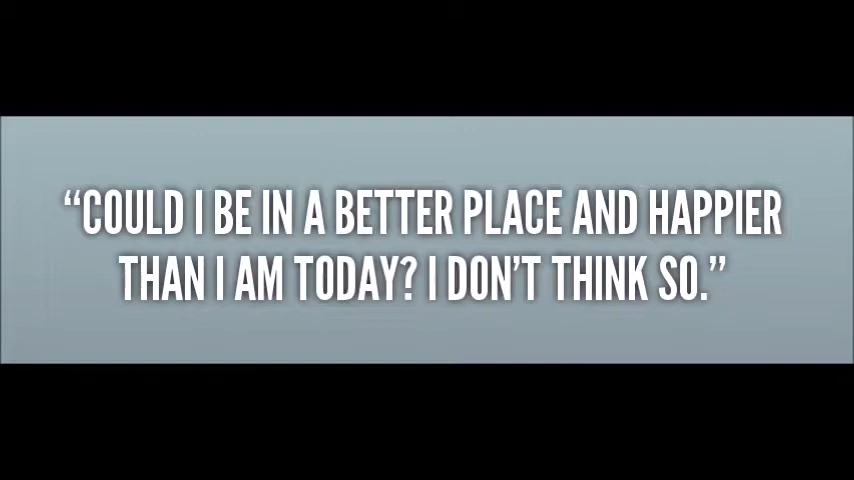 “COULD I BE IN A BETTER PLACE AND HAPPIER
THAN I AM TODAY? I DON’T THINK SO.”